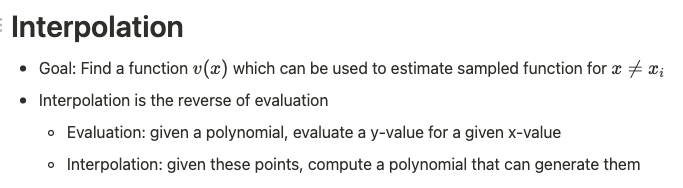 Interpolation
• Goal: Find a function v(x) which can be used to estimate sampled function for x ≠ xᵢ
• Interpolation is the reverse of evaluation
◦ Evaluation: given a polynomial, evaluate a y-value for a given x-value
◦ Interpolation: given these points, compute a polynomial that can generate them